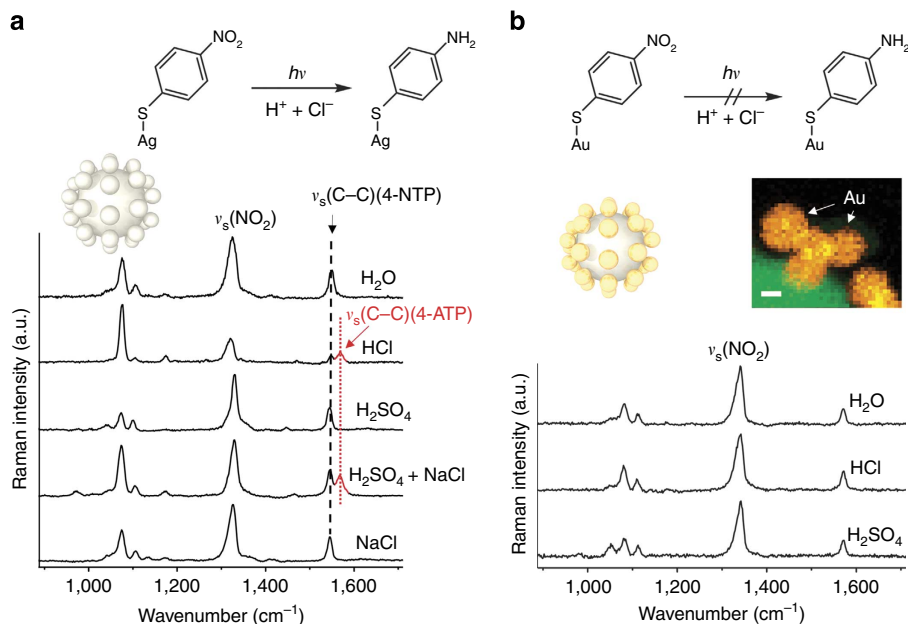 a
NO₂
S
Ag
hν
H⁺ + Cl⁻
NH₂
S
Ag
νₛ(C–C)(4-NTP)
νₛ(NO₂)
H₂O
νₛ(C–C)(4-ATP)
HCl
H₂SO₄
H₂SO₄ + NaCl
NaCl
Raman intensity (a.u.)
1,000 1,200 1,400 1,600
Wavenumber (cm⁻¹)
b
NO₂
S
Au
hν
H⁺ + Cl⁻
NH₂
S
Au
Au
νₛ(NO₂)
H₂O
HCl
H₂SO₄
Raman intensity (a.u.)
1,000 1,200 1,400 1,600
Wavenumber (cm⁻¹)